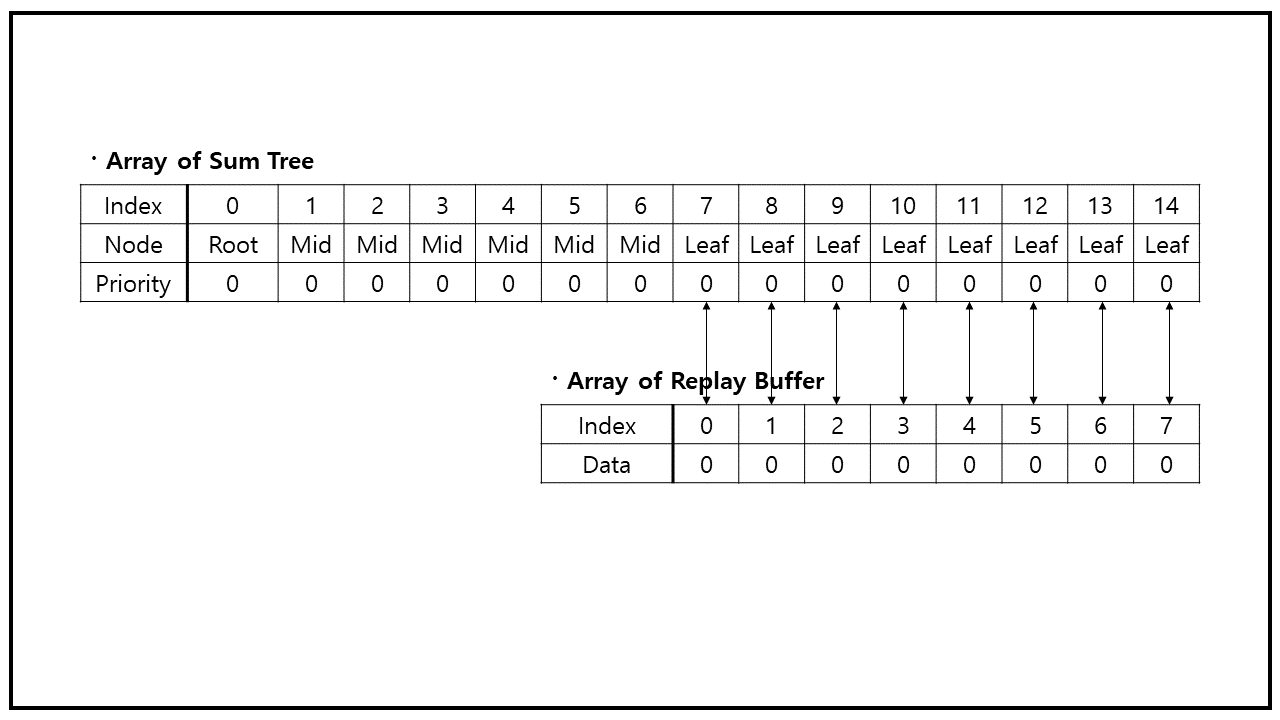 · Array of Sum Tree
Index 0 1 2 3 4 5 6 7 8 9 10 11 12 13 14
Node Root Mid Mid Mid Mid Mid Mid Leaf Leaf Leaf Leaf Leaf Leaf Leaf Leaf
Priority 0 0 0 0 0 0 0 0 0 0 0 0 0 0 0
· Array of Replay Buffer
Index 0 1 2 3 4 5 6 7
Data 0 0 0 0 0 0 0 0